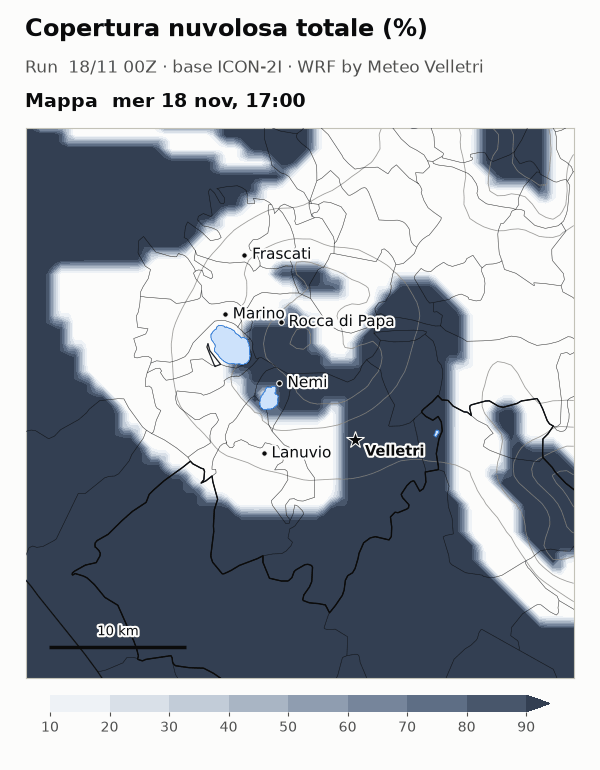 Copertura nuvolosa totale (%)
Run  18/11 00Z · base ICON-2I · WRF by Meteo Velletri
Mappa  mer 18 nov, 17:00
Frascati
Marino
Rocca di Papa
Nemi
Velletri
Lanuvio
10 km
10 20 30 40 50 60 70 80 90